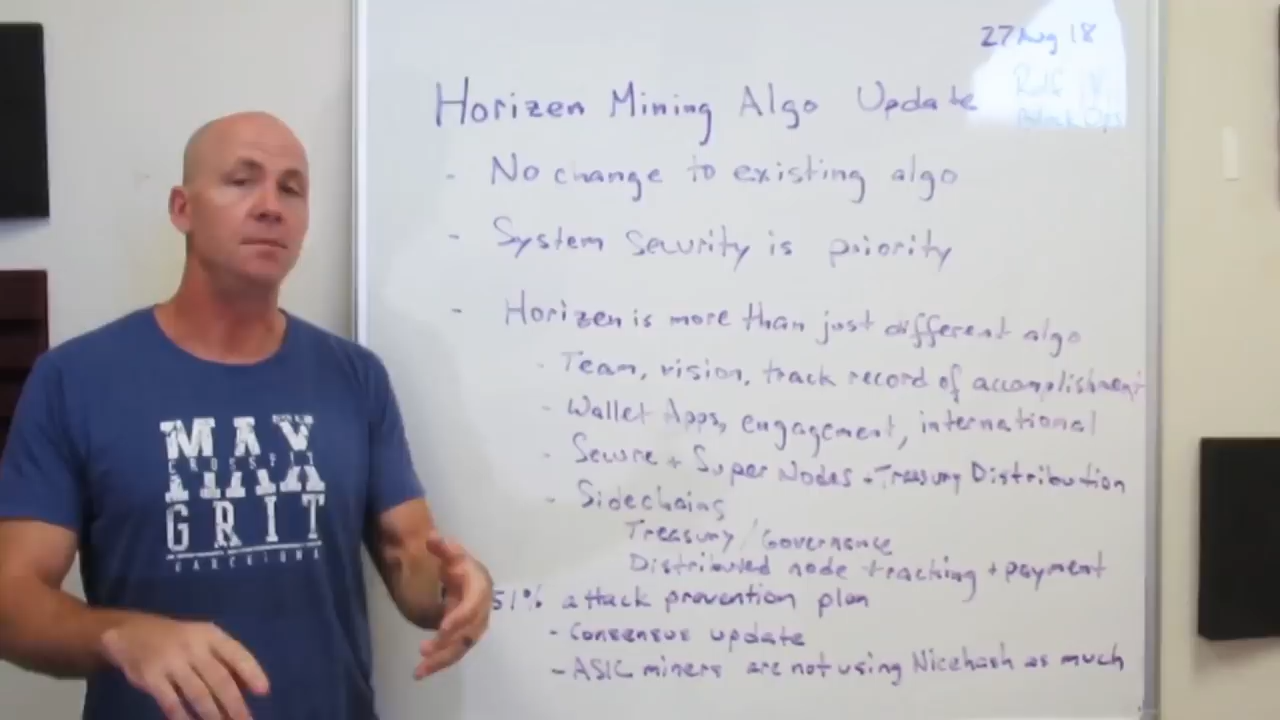 27 Aug 18
Horizen Mining Algo Update
- No change to existing algo
- System Security is priority
- Horizen is more than just different algo
- Team, vision, track record of accomplishment
- Wallet Apps, engagement, international
- Secure + Super Nodes + Treasury Distribution
- Sidechains
Treasury / Governance
Distributed node tracking + payment
51% attack prevention plan
- Consensus update
- ASIC miners are not using Nicehash as much
MAX
CROSSFIT
MAX
GRIT
BARCELONA